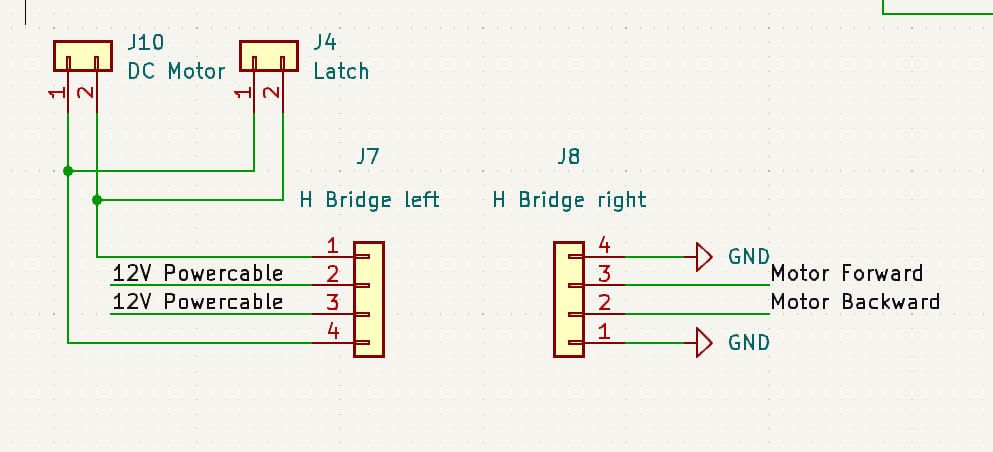 J10
DC Motor
1
2
J4
Latch
1
2
J7
H Bridge left
1
12V Powercable
2
12V Powercable
3
4
J8
H Bridge right
4
GND
3
Motor Forward
2
Motor Backward
1
GND